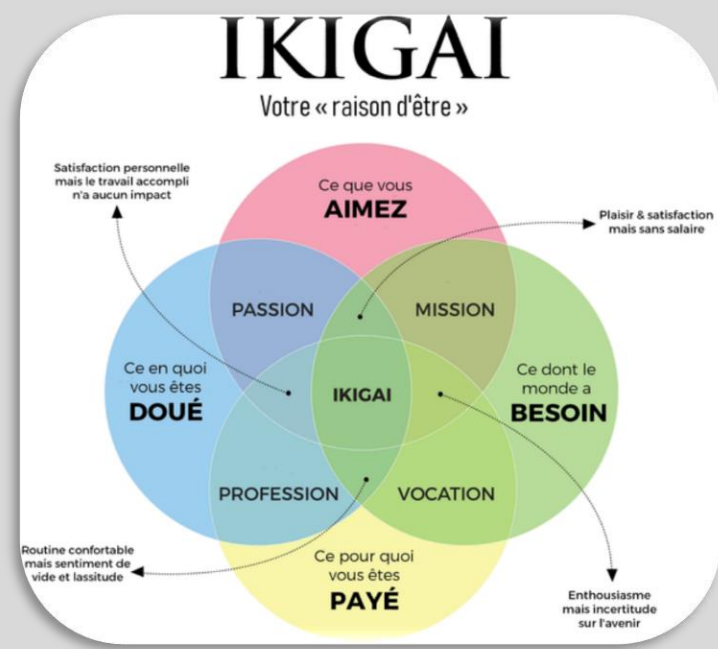 IKIGAI
Votre « raison d'être »
Satisfaction personnelle
mais le travail accompli
n'a aucun impact
Ce que vous
AIMEZ
Plaisir & satisfaction
mais sans salaire
PASSION
MISSION
Ce en quoi
vous êtes
DOUÉ
IKIGAI
Ce dont le
monde a
BESOIN
PROFESSION
VOCATION
Routine confortable
mais sentiment de
vide et lassitude
Ce pour quoi
vous êtes
PAYÉ
Enthousiasme
mais incertitude
sur l'avenir